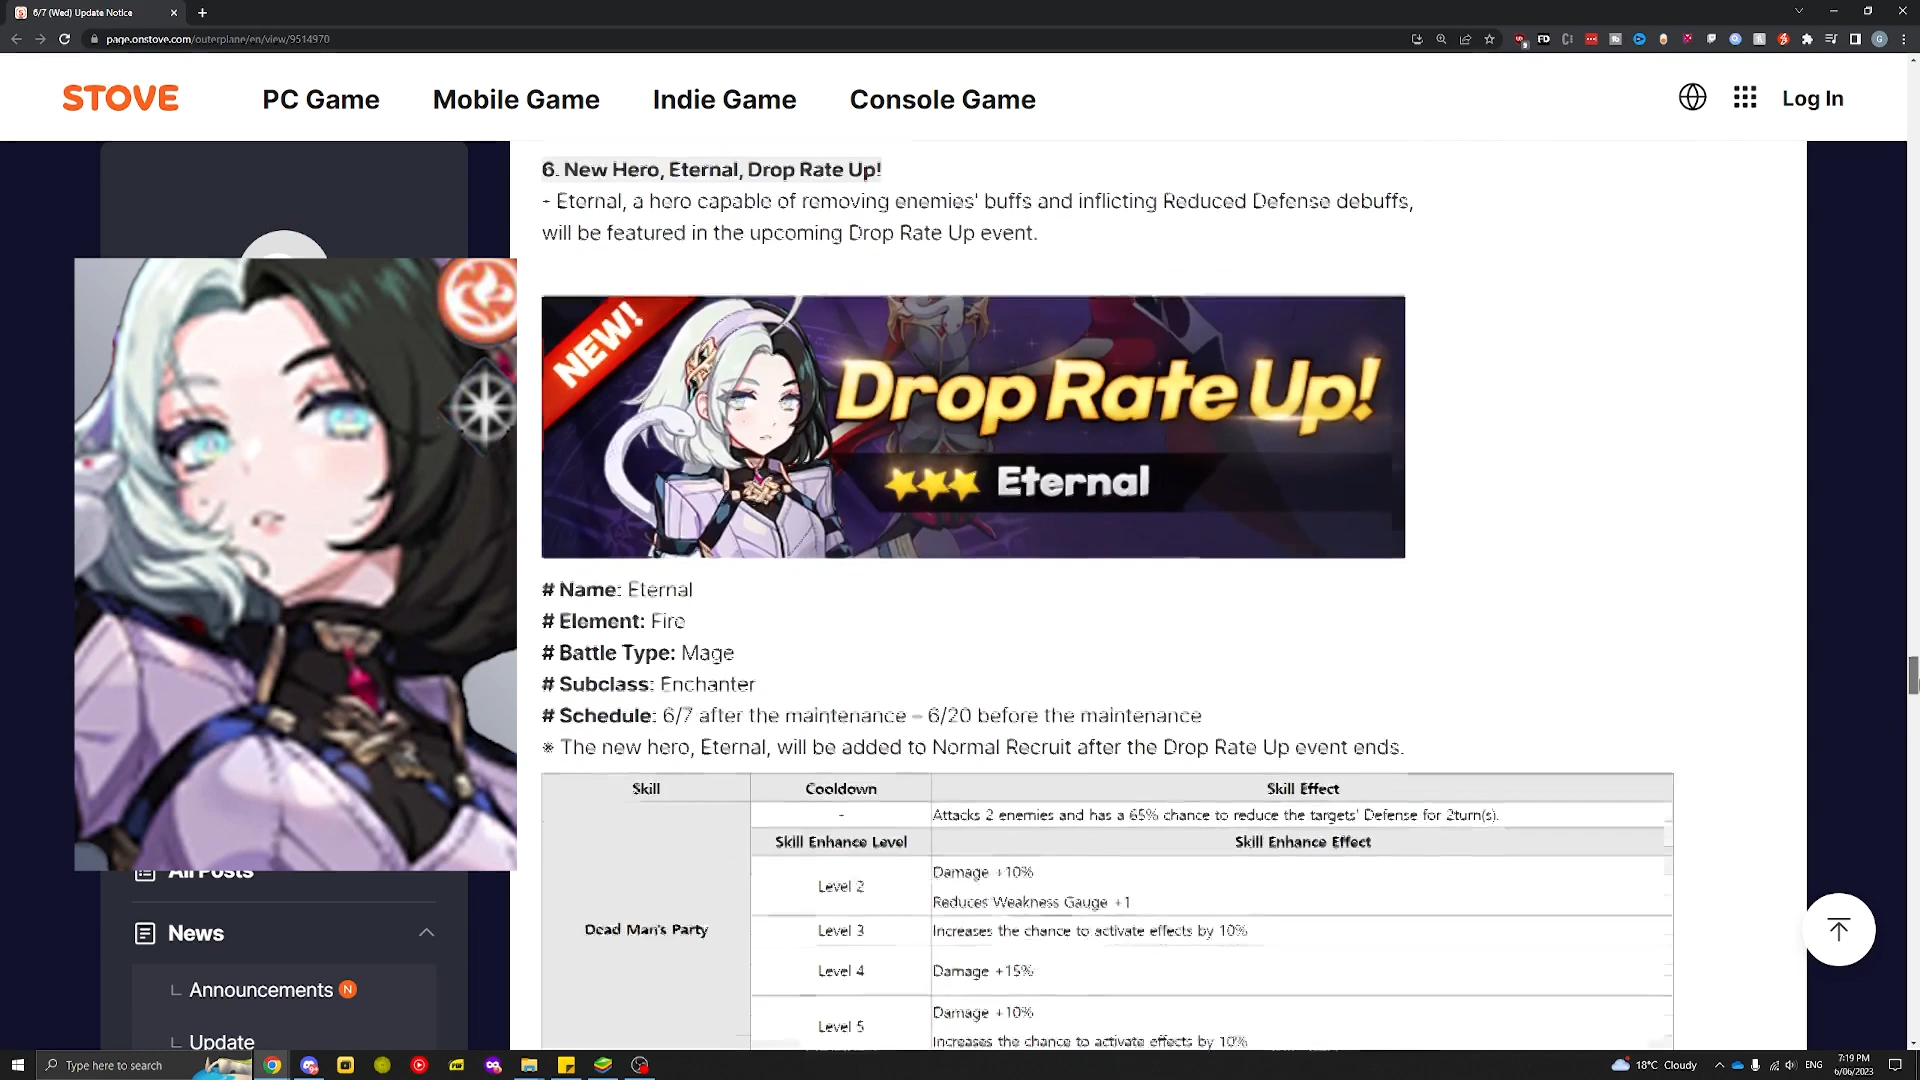 6/7 (Wed) Update Notice
page.onstove.com/outerplane/en/view/9514970
STOVE
PC Game
Mobile Game
Indie Game
Console Game
Log In
6. New Hero, Eternal, Drop Rate Up!
- Eternal, a hero capable of removing enemies' buffs and inflicting Reduced Defense debuffs,
will be featured in the upcoming Drop Rate Up event.
NEW!
Drop Rate Up!
Eternal
# Name: Eternal
# Element: Fire
# Battle Type: Mage
# Subclass: Enchanter
# Schedule: 6/7 after the maintenance – 6/20 before the maintenance
※ The new hero, Eternal, will be added to Normal Recruit after the Drop Rate Up event ends.
Skill Cooldown Skill Effect
- Attacks 2 enemies and has a 65% chance to reduce the targets' Defense for 2turn(s).
Skill Enhance Level Skill Enhance Effect
Level 2 Damage +10%
Reduces Weakness Gauge +1
Dead Man's Party
Level 3 Increases the chance to activate effects by 10%
Level 4 Damage +15%
Level 5 Damage +10%
Increases the chance to activate effects by 10%
All Posts
News
Announcements N
Update
Type here to search
18°C Cloudy
ENG
7:19 PM
6/06/2023